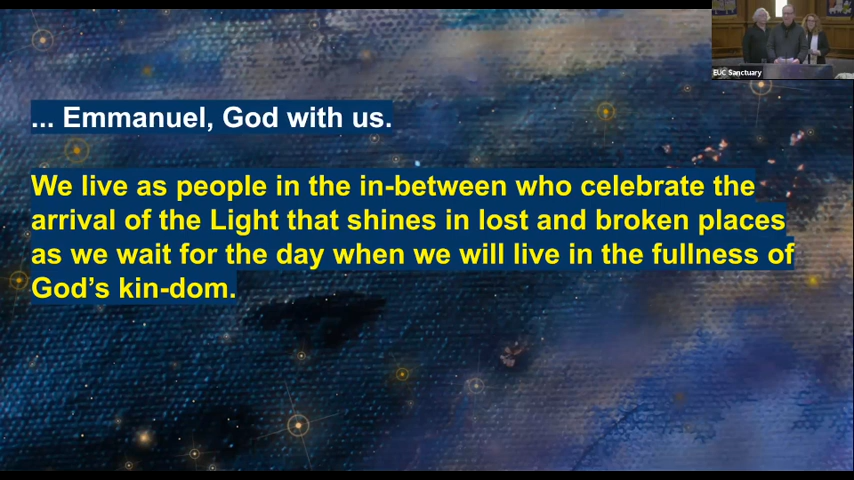 EUC Sanctuary
... Emmanuel, God with us.
We live as people in the in-between who celebrate the
arrival of the Light that shines in lost and broken places
as we wait for the day when we will live in the fullness of
God’s kin-dom.